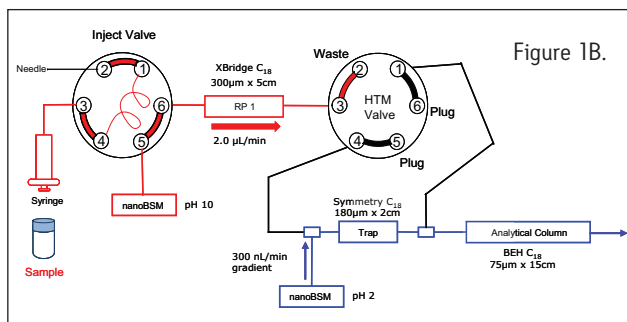 Figure 1B.
Inject Valve
Needle
2
1
3
6
4
5
Syringe
Sample
nanoBSM
pH 10
XBridge C18
300µm x 5cm
RP 1
2.0 µL/min
Waste
2
1
3
HTM
Valve
6
Plug
4
5
Plug
Symmetry C18
180µm x 2cm
Trap
300 nL/min
gradient
nanoBSM
pH 2
Analytical Column
BEH C18
75µm x 15cm